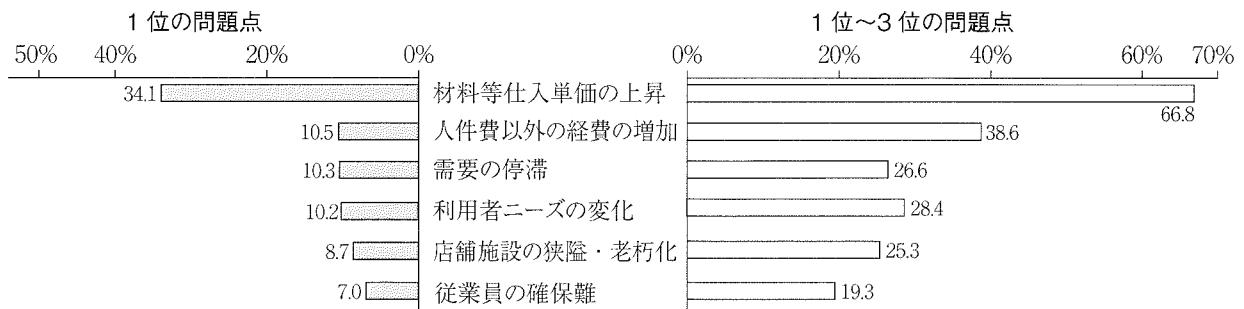 1位の問題点 1位～3位の問題点
50% 40% 20% 0% 0% 20% 40% 60% 70%
34.1 材料等仕入単価の上昇 66.8
10.5 人件費以外の経費の増加 38.6
10.3 需要の停滞 26.6
10.2 利用者ニーズの変化 28.4
8.7 店舗施設の狭隘・老朽化 25.3
7.0 従業員の確保難 19.3